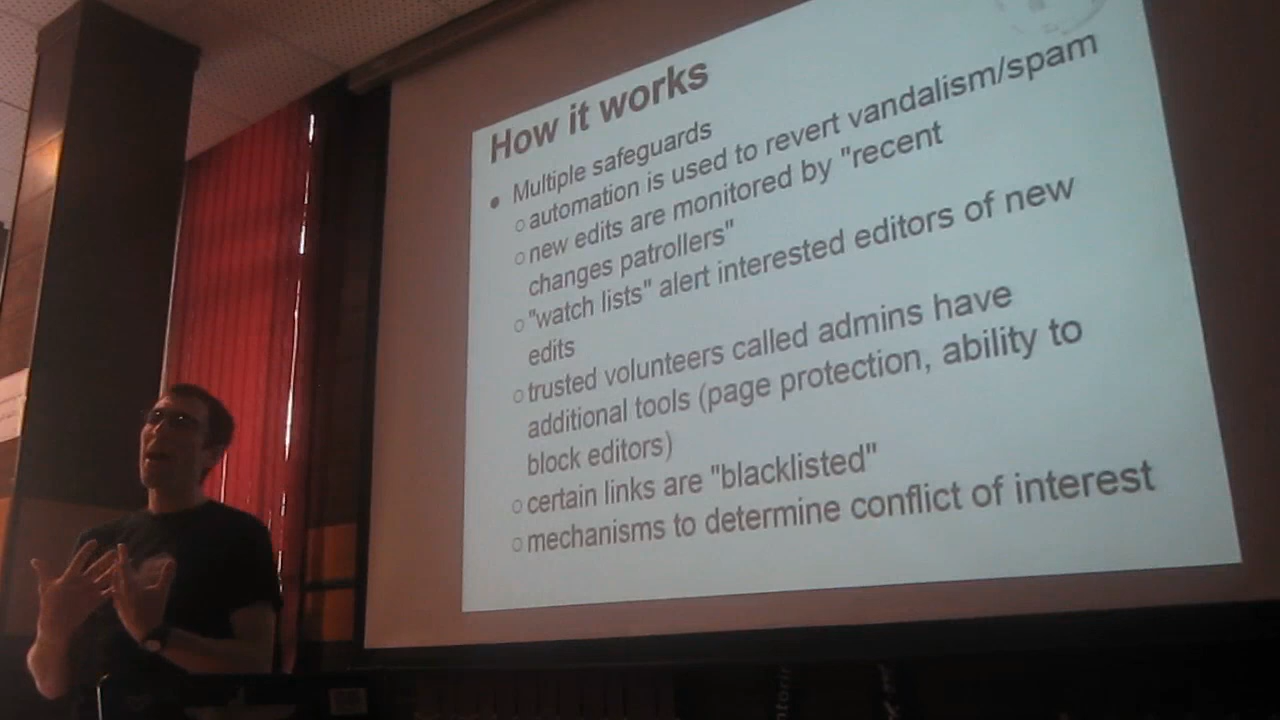 How it works
• Multiple safeguards
○ automation is used to revert vandalism/spam
○ new edits are monitored by "recent
changes patrollers"
○ "watch lists" alert interested editors of new
edits
○ trusted volunteers called admins have
additional tools (page protection, ability to
block editors)
○ certain links are "blacklisted"
○ mechanisms to determine conflict of interest